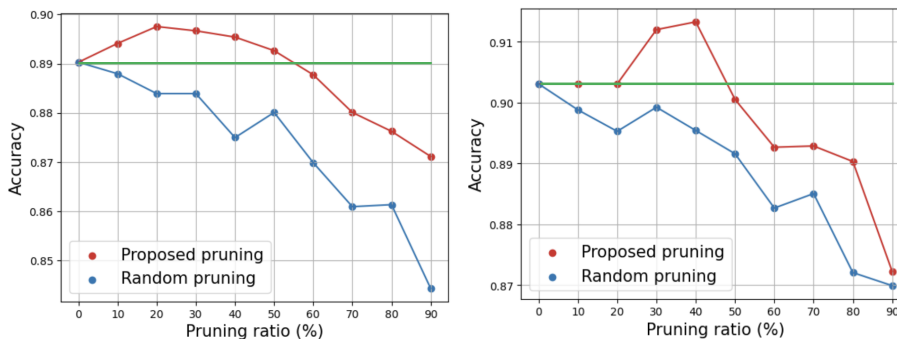 0.90
0.89
0.88
0.87
0.86
0.85
Accuracy
Proposed pruning
Random pruning
0 10 20 30 40 50 60 70 80 90
Pruning ratio (%)
0.91
0.90
0.89
0.88
0.87
Accuracy
Proposed pruning
Random pruning
0 10 20 30 40 50 60 70 80 90
Pruning ratio (%)